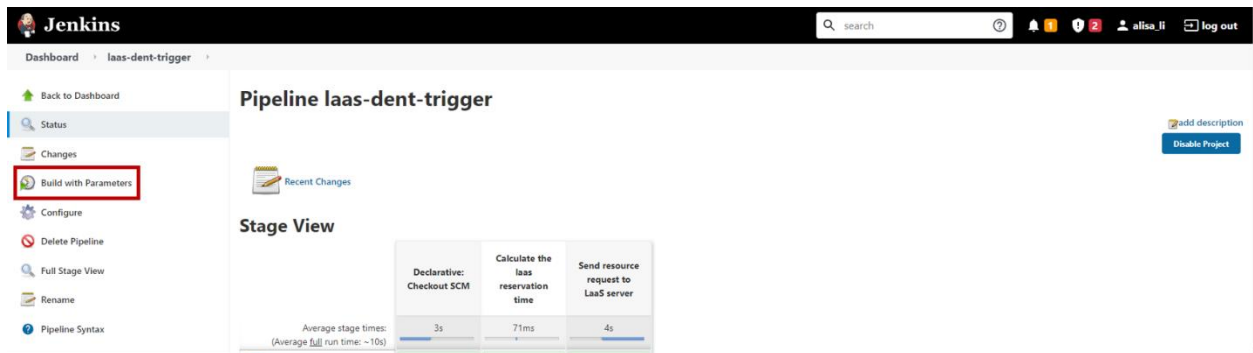 Jenkins
search
1
2
alisa_li
log out
Dashboard
laas-dent-trigger
Back to Dashboard
Status
Changes
Build with Parameters
Configure
Delete Pipeline
Full Stage View
Rename
Pipeline Syntax
Pipeline laas-dent-trigger
add description
Disable Project
Recent Changes
Stage View
Declarative:
Checkout SCM
Calculate the
laas
reservation
time
Send resource
request to
LaaS server
Average stage times:
(Average full run time: ~10s)
3s
71ms
4s